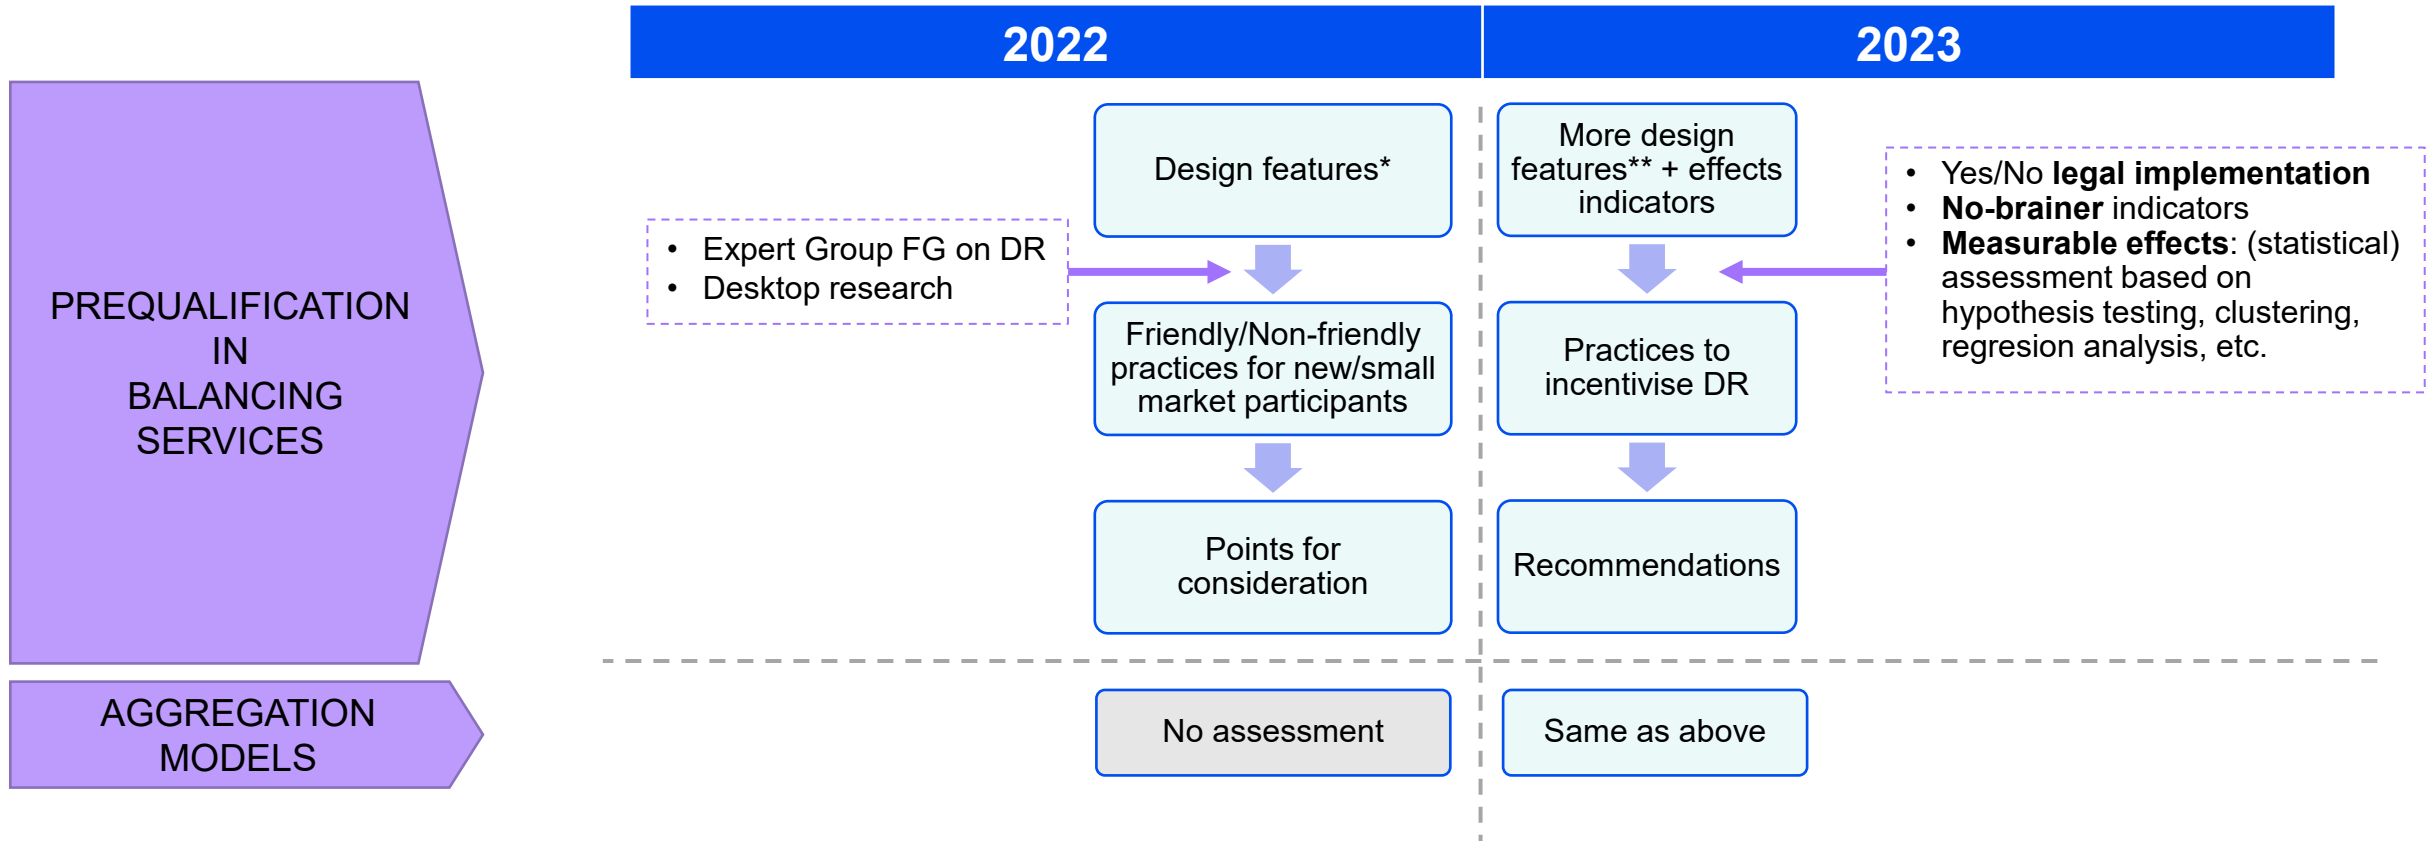 2022
2023
PREQUALIFICATION
IN
BALANCING
SERVICES
Design features*
• Expert Group FG on DR
• Desktop research
Friendly/Non-friendly
practices for new/small
market participants
Points for
consideration
More design
features** + effects
indicators
• Yes/No legal implementation
• No-brainer indicators
• Measurable effects: (statistical)
assessment based on
hypothesis testing, clustering,
regresion analysis, etc.
Practices to
incentivise DR
Recommendations
AGGREGATION
MODELS
No assessment
Same as above